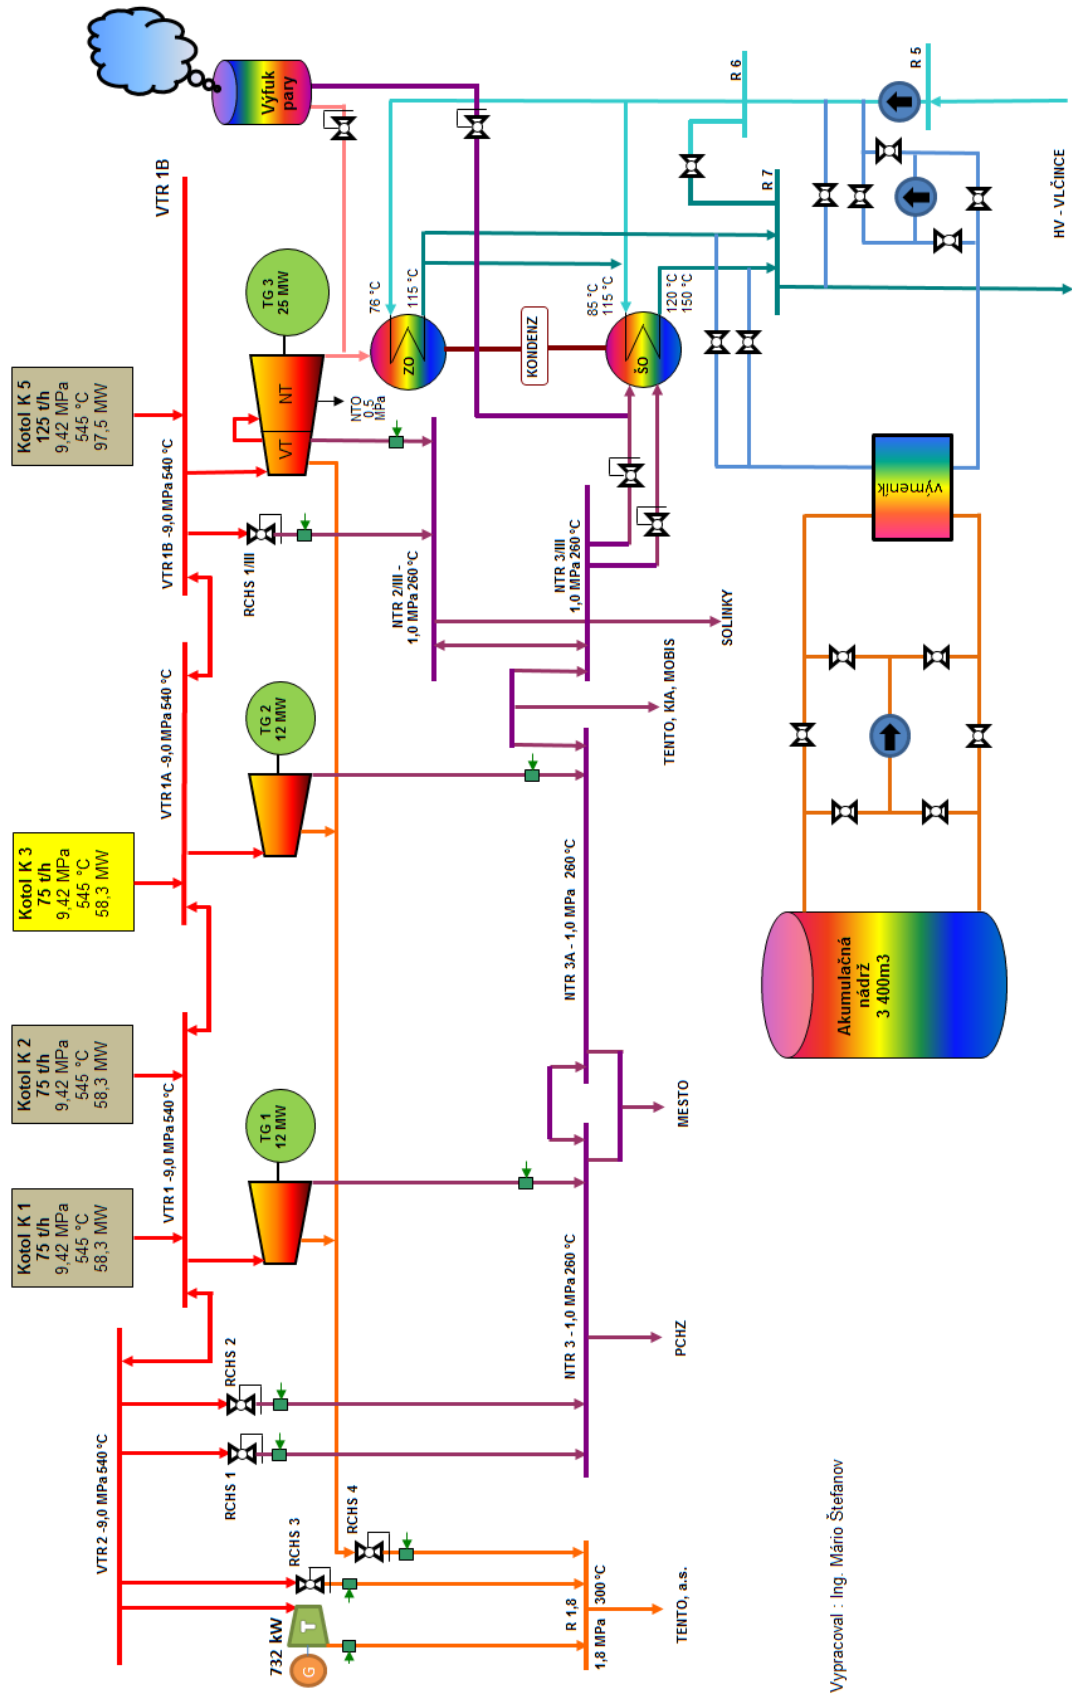 Kotol K 1
75 t/h
9,42 MPa
545 °C
58,3 MW
Kotol K 2
75 t/h
9,42 MPa
545 °C
58,3 MW
Kotol K 3
75 t/h
9,42 MPa
545 °C
58,3 MW
Kotol K 5
125 t/h
9,42 MPa
545 °C
97,5 MW
Výfuk
pary
VTR 2 -9,0 MPa 540°C
VTR 1 -9,0 MPa 540 °C
VTR 1A -9,0 MPa 540 °C
VTR 1B -9,0 MPa 540 °C
VTR 1B
RCHS 1
RCHS 2
RCHS 3
RCHS 4
RCHS 1/III
732 kW
G
T
TG 1
12 MW
TG 2
12 MW
TG 3
25 MW
VT
NT
NTO
0,5
MPa
76 °C
115 °C
ZO
KONDENZ
85 °C
115 °C
ŠO
120 °C
150 °C
NTR 2/III -
1,0 MPa 260 °C
NTR 3/III
1,0 MPa 260 °C
NTR 3 - 1,0 MPa 260 °C
NTR 3A - 1,0 MPa 260 °C
R 1,8
1,8 MPa 300 °C
TENTO, a.s.
PCHZ
MESTO
TENTO, KIA, MOBIS
SOLINKY
R 6
R 5
R 7
HV - VLČINCE
výmeník
Akumulačná
nádrž
3 400m3
Vypracoval : Ing. Mário Štefanov